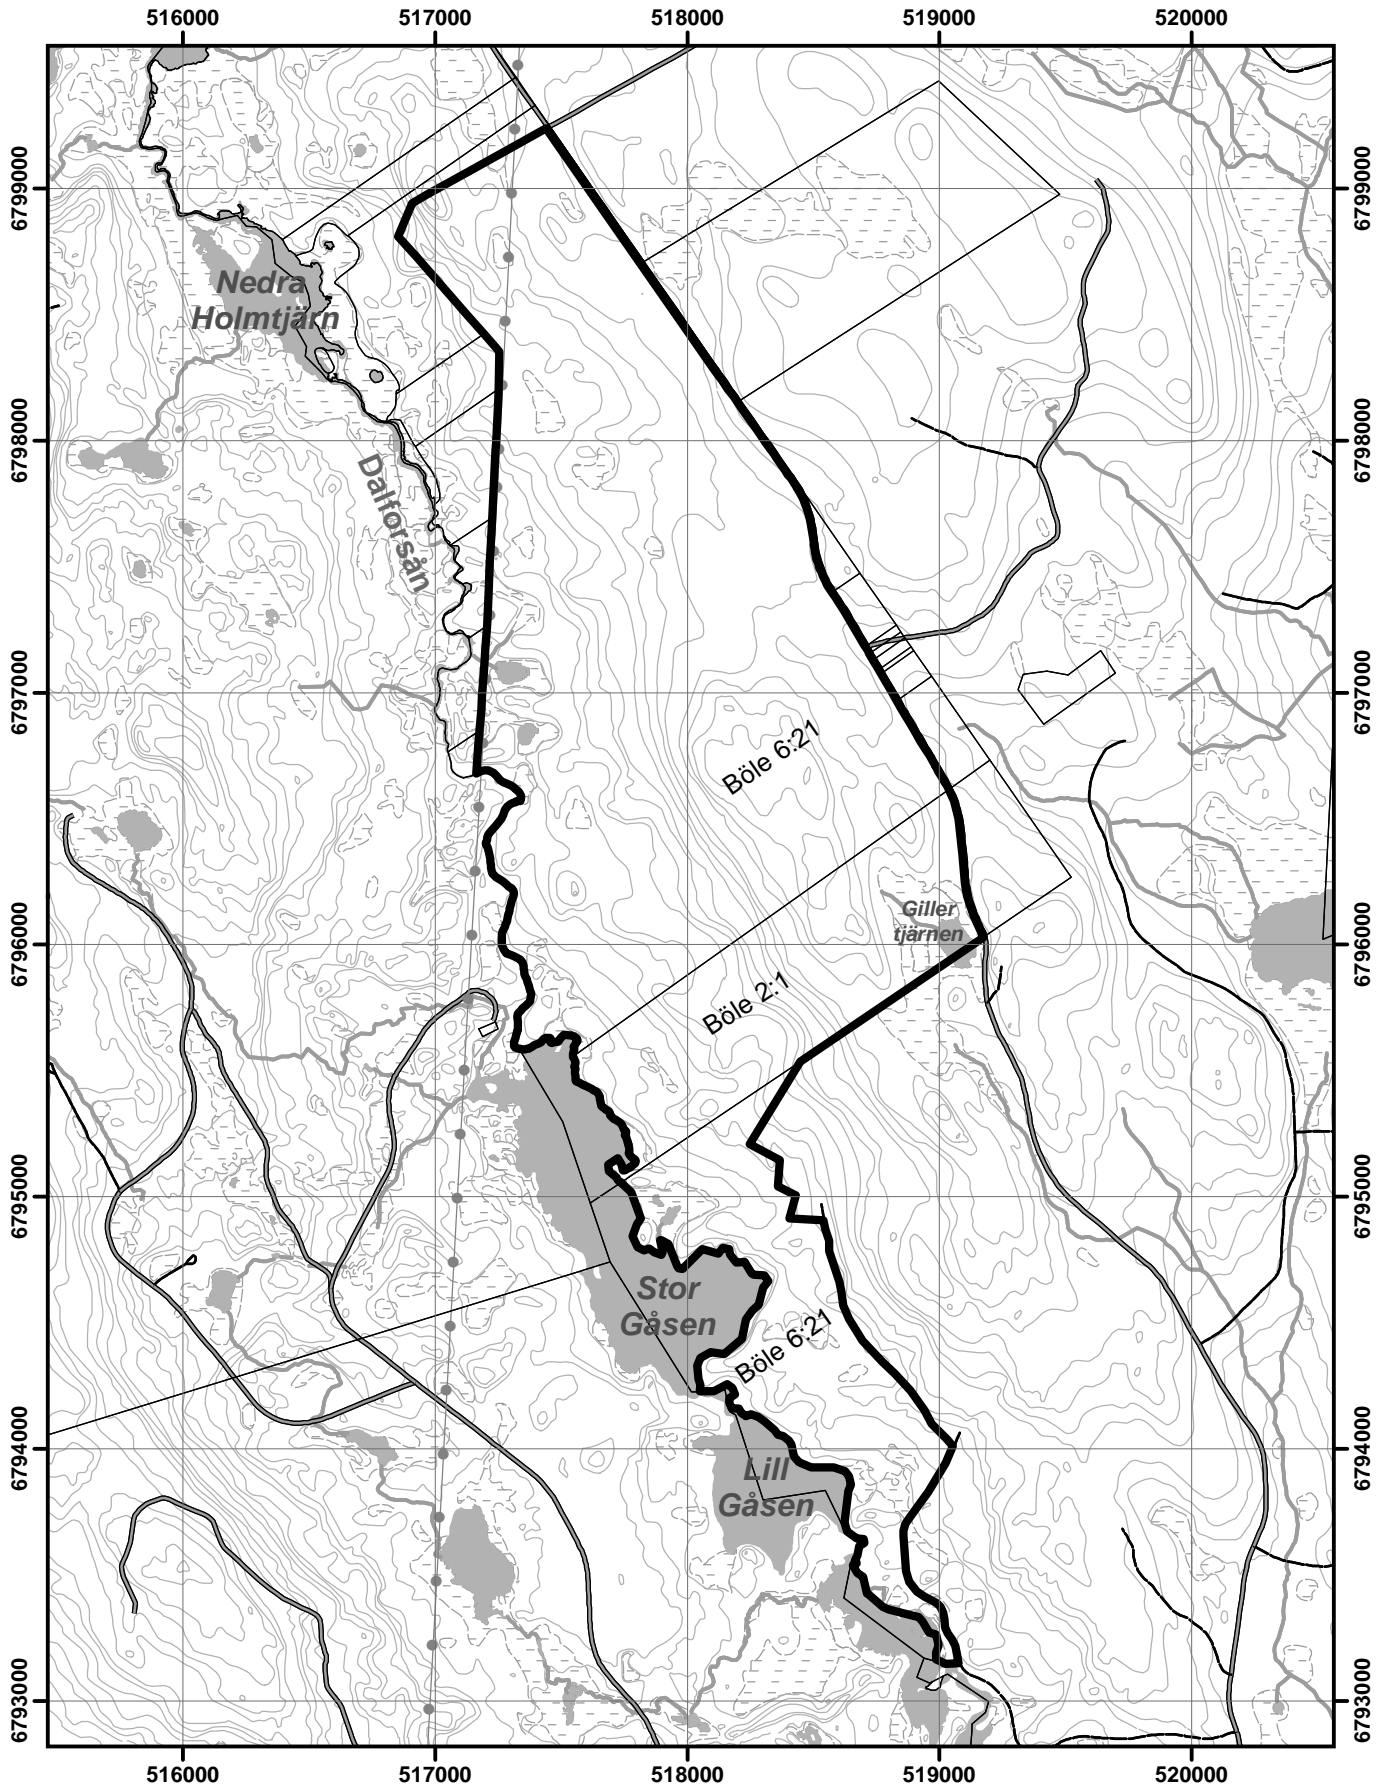 516000 517000 518000 519000 520000
6799000 6799000
Nedra
Holmtjärn
6798000 6798000
Dalforsån
6797000 6797000
Böle 6:21
Giller
tjärnen
6796000 6796000
Böle 2:1
6795000 6795000
Stor
Gåsen
Böle 6:21
6794000 6794000
Lill
Gåsen
6793000 6793000
516000 517000 518000 519000 520000